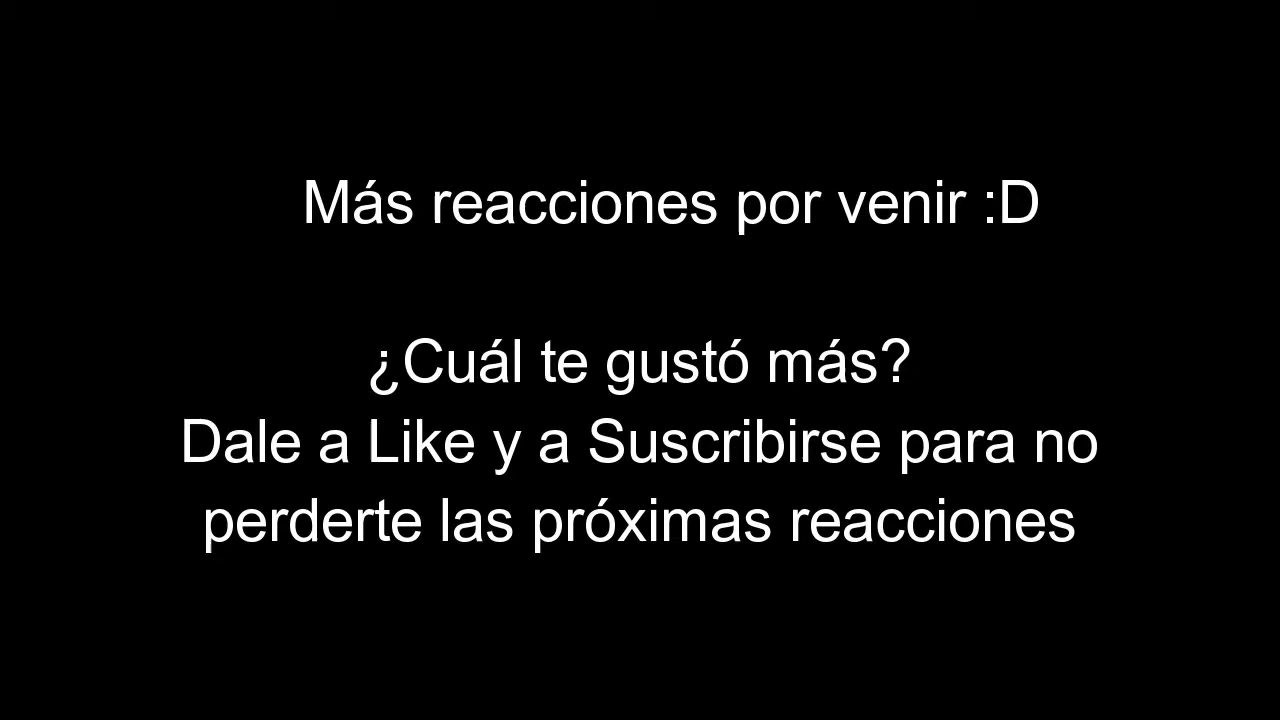 Más reacciones por venir :D
¿Cuál te gustó más?
Dale a Like y a Suscribirse para no
perderte las próximas reacciones